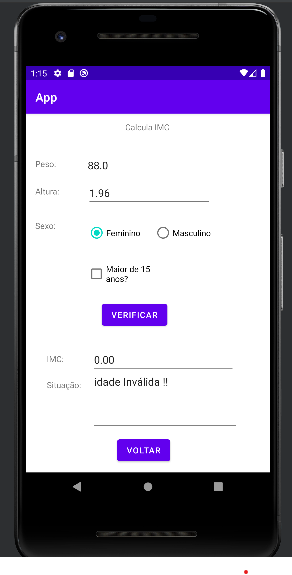 1:15
App
Calcula IMC
Peso: 88.0
Altura: 1.96
Sexo: Feminino Masculino
Maior de 15
anos?
VERIFICAR
IMC: 0.00
Situação: idade Inválida !!
VOLTAR